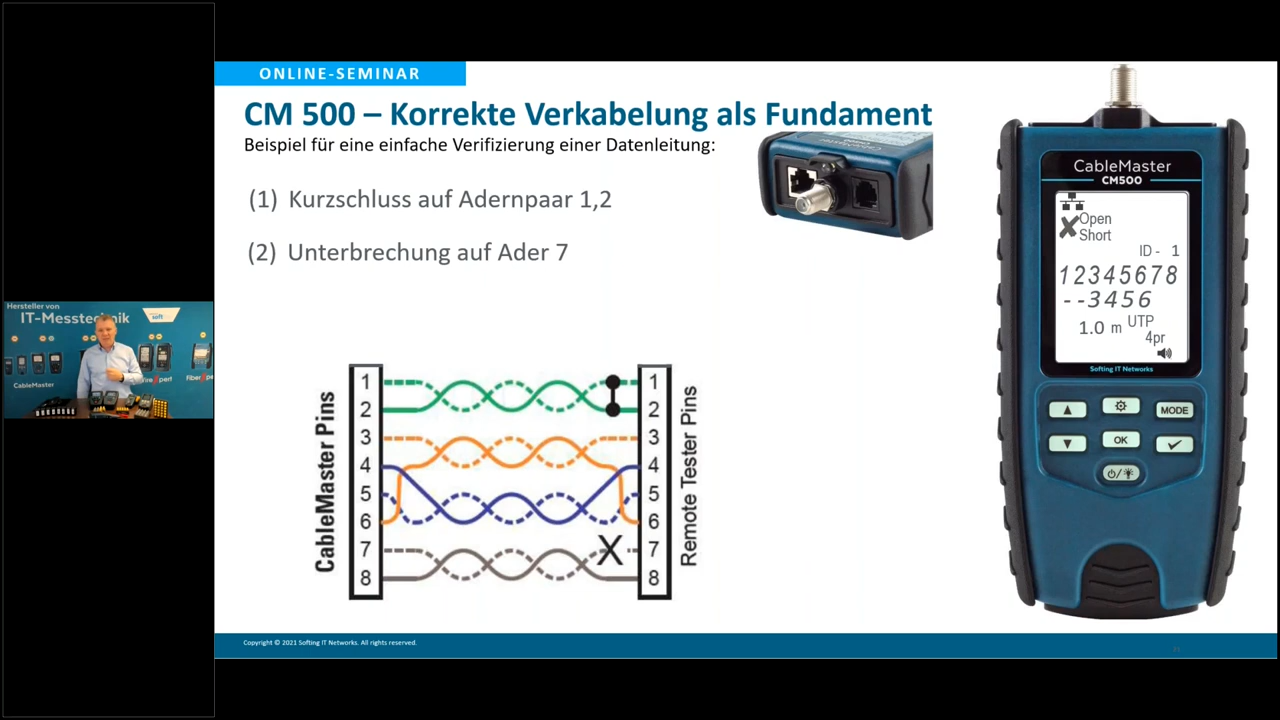 ONLINE-SEMINAR
CM 500 – Korrekte Verkabelung als Fundament
Beispiel für eine einfache Verifizierung einer Datenleitung:
(1) Kurzschluss auf Adernpaar 1,2
(2) Unterbrechung auf Ader 7
Hersteller von
IT-Messtechnik
soft
CableMaster
CableMaster Pins
1
2
3
4
5
6
7
8
X
1
2
3
4
5
6
7
8
Remote Tester Pins
CableMaster
CableMaster
CM500
Open
Short
ID - 1
12345678
--3456
1.0 m UTP
4pr
Softing IT Networks
MODE
OK
Copyright © 2021 Softing IT Networks. All rights reserved.